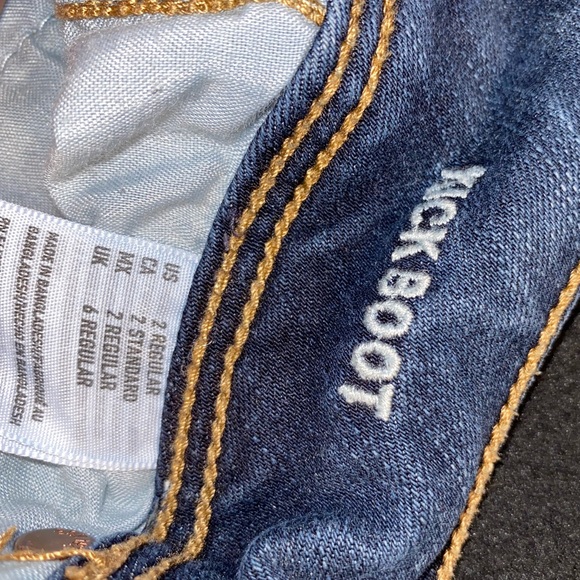 KICK BOOT
US 2 REGULAR
CA 2 STANDARD
MX 2 REGULAR
UK 6 REGULAR
MADE IN BANGLADESH/FABRIQUÉ AU
BANGLADESH/HECHO EN BANGLADESH